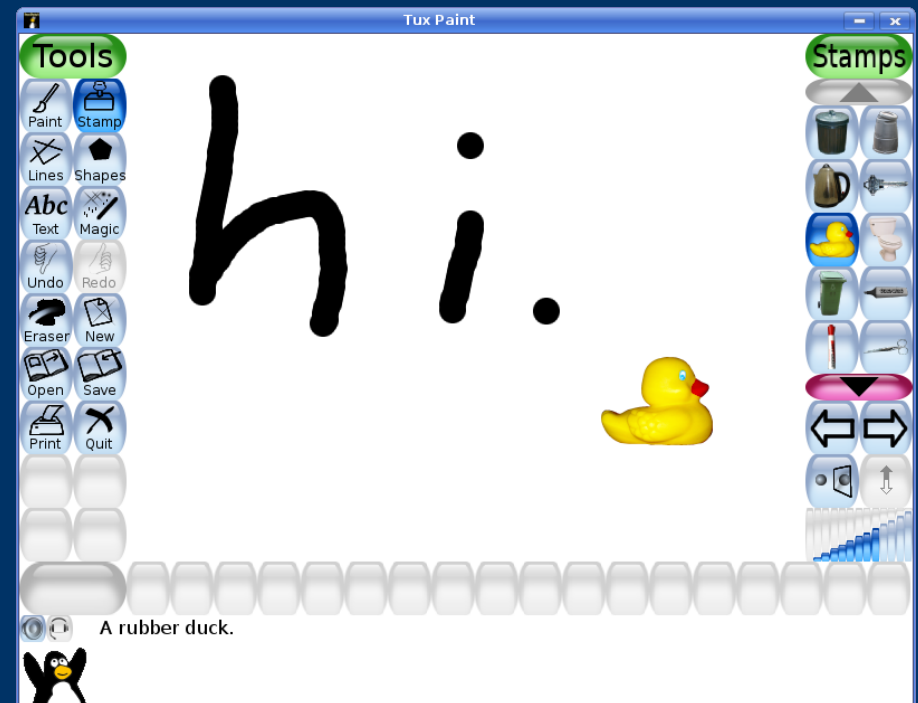 Tux Paint
Tools
Stamps
Paint
Stamp
Lines
Shapes
Abc
Text
Magic
Undo
Redo
Eraser
New
Open
Save
Print
Quit
hi.
A rubber duck.